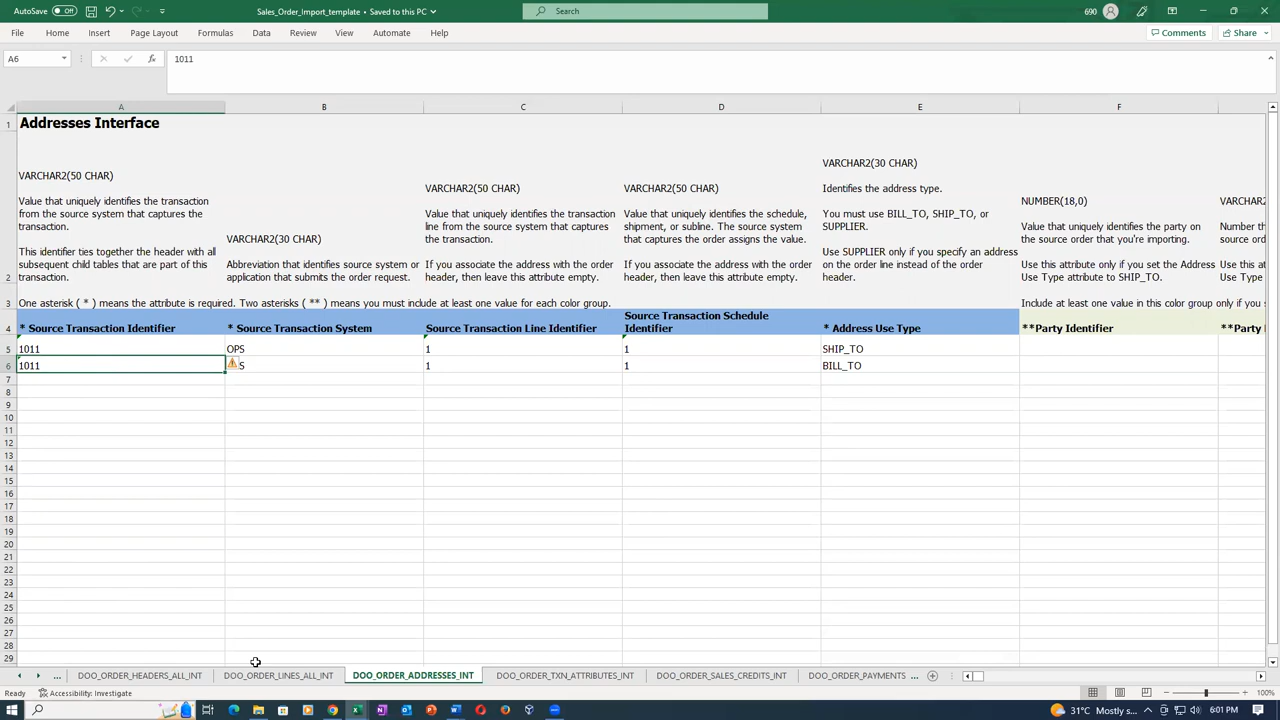 AutoSave Off
Sales_Order_Import_template • Saved to this PC
Search
690
File Home Insert Page Layout Formulas Data Review View Automate Help
Comments Share
A6 fx 1011
A B C D E F
1 Addresses Interface
VARCHAR2(50 CHAR)
Value that uniquely identifies the transaction
from the source system that captures the
transaction.
This identifier ties together the header with all
subsequent child tables that are part of this
transaction.
VARCHAR2(30 CHAR)
Abbreviation that identifies source system or
application that submits the order request.
VARCHAR2(50 CHAR)
Value that uniquely identifies the transaction
line from the source system that captures
the transaction.
If you associate the address with the order
header, then leave this attribute empty.
VARCHAR2(50 CHAR)
Value that uniquely identifies the schedule,
shipment, or subline. The source system
that captures the order assigns the value.
If you associate the address with the order
header, then leave this attribute empty.
VARCHAR2(30 CHAR)
Identifies the address type.
You must use BILL_TO, SHIP_TO, or
SUPPLIER.
Use SUPPLIER only if you specify an address
on the order line instead of the order
header.
NUMBER(18,0)
Value that uniquely identifies the party on
the source order that you're importing.
Use this attribute only if you set the Address
Use Type attribute to SHIP_TO.
Include at least one value in this color group only if you s
VARCHAR2
Number th
source ord
Use this at
Use Type a
2
3 One asterisk ( * ) means the attribute is required. Two asterisks ( ** ) means you must include at least one value for each color group.
4 * Source Transaction Identifier * Source Transaction System Source Transaction Line Identifier Source Transaction Schedule Identifier * Address Use Type **Party Identifier **Party
5 1011 OPS 1 1 SHIP_TO
6 1011 S 1 1 BILL_TO
7
8
9
10
11
12
13
14
15
16
17
18
19
20
21
22
23
24
25
26
27
28
29
... DOO_ORDER_HEADERS_ALL_INT DOO_ORDER_LINES_ALL_INT DOO_ORDER_ADDRESSES_INT DOO_ORDER_TXN_ATTRIBUTES_INT DOO_ORDER_SALES_CREDITS_INT DOO_ORDER_PAYMENTS ...
Ready Accessibility: Investigate 100%
31°C Mostly s... 6:01 PM